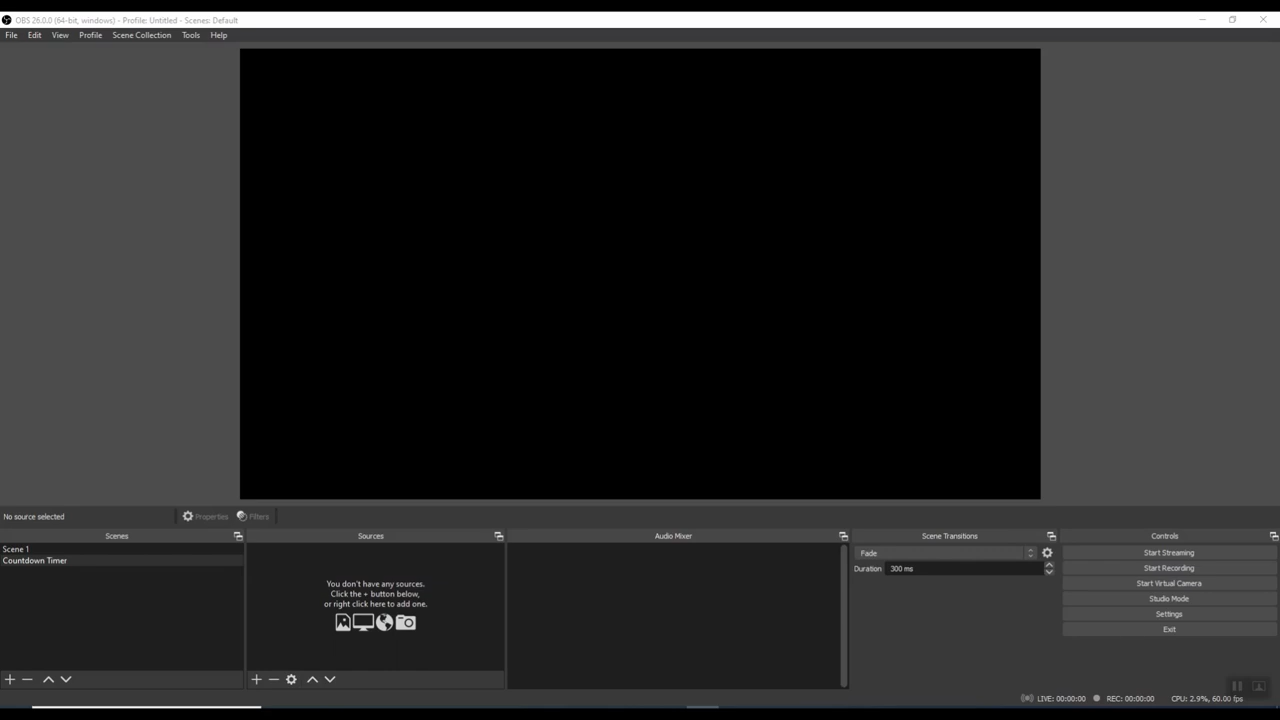 OBS 26.0.0 (64-bit, windows) - Profile: Untitled - Scenes: Default
File Edit View Profile Scene Collection Tools Help
No source selected Properties Filters
Scenes Sources Audio Mixer Scene Transitions Controls
Scene 1
Countdown Timer
You don't have any sources.
Click the + button below,
or right click here to add one.
Fade
Duration 300 ms
Start Streaming
Start Recording
Start Virtual Camera
Studio Mode
Settings
Exit
LIVE: 00:00:00 REC: 00:00:00 CPU: 2.9%, 60.00 fps